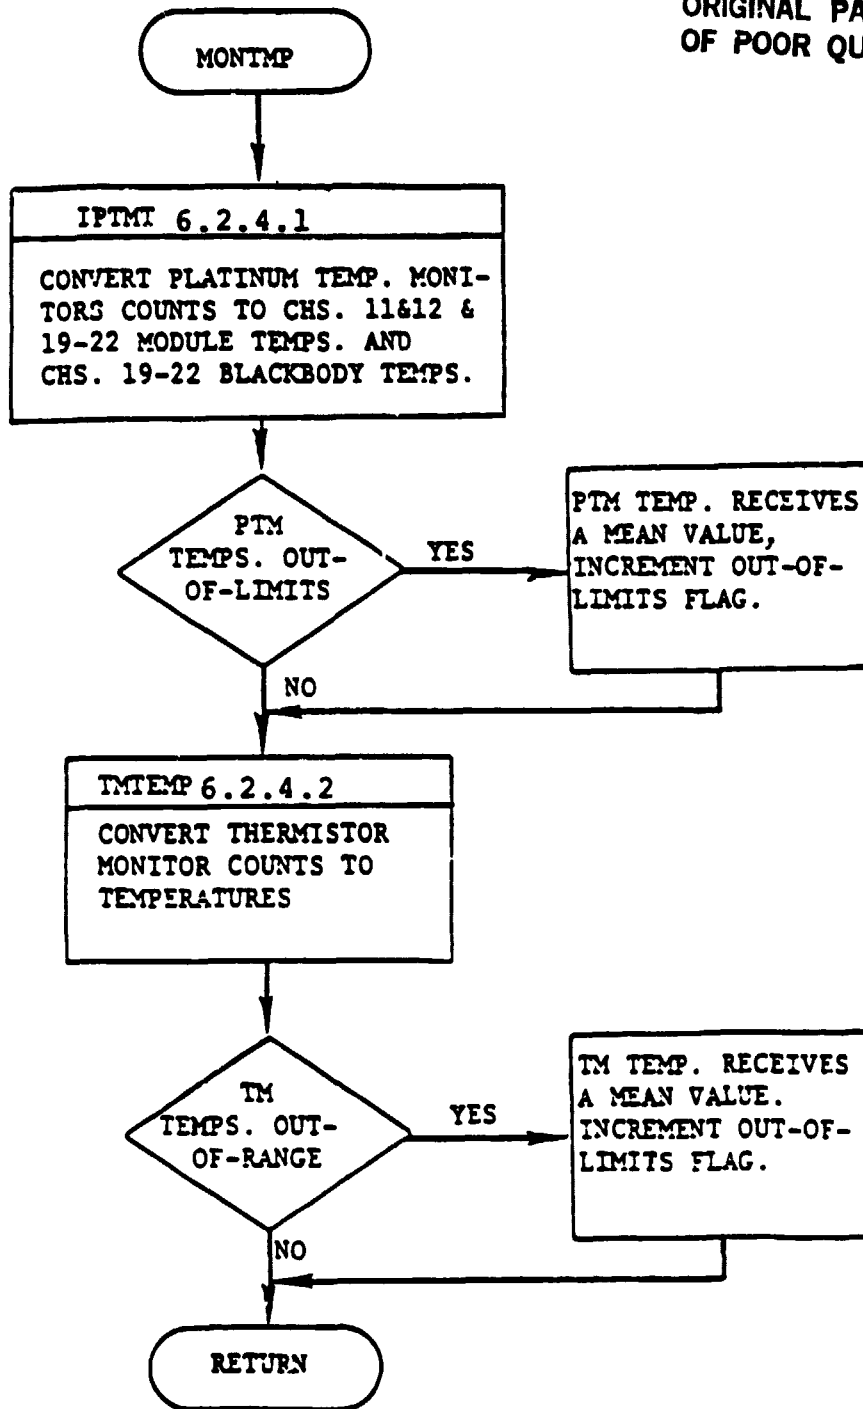 ORIGINAL PA
OF POOR QU
MONTMP
IPTMT 6.2.4.1
CONVERT PLATINUM TEMP. MONI-
TORS COUNTS TO CHS. 11&12 &
19-22 MODULE TEMPS. AND
CHS. 19-22 BLACKBODY TEMPS.
PTM
TEMPS. OUT-
OF-LIMITS
YES
PTM TEMP. RECEIVES
A MEAN VALUE,
INCREMENT OUT-OF-
LIMITS FLAG.
NO
TMTEMP 6.2.4.2
CONVERT THERMISTOR
MONITOR COUNTS TO
TEMPERATURES
TM
TEMPS. OUT-
OF-RANGE
YES
TM TEMP. RECEIVES
A MEAN VALUE.
INCREMENT OUT-OF-
LIMITS FLAG.
NO
RETURN